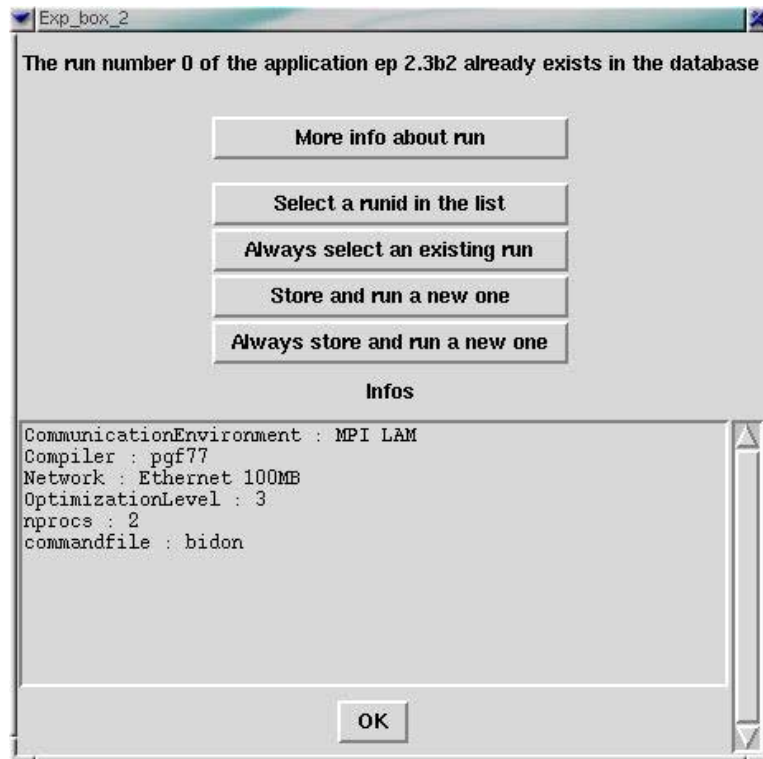 Exp_box_2
The run number 0 of the application ep 2.3b2 already exists in the database
More info about run
Select a runid in the list
Always select an existing run
Store and run a new one
Always store and run a new one
Infos
CommunicationEnvironment : MPI LAM
Compiler : pgf77
Network : Ethernet 100MB
OptimizationLevel : 3
nprocs : 2
commandfile : bidon
OK